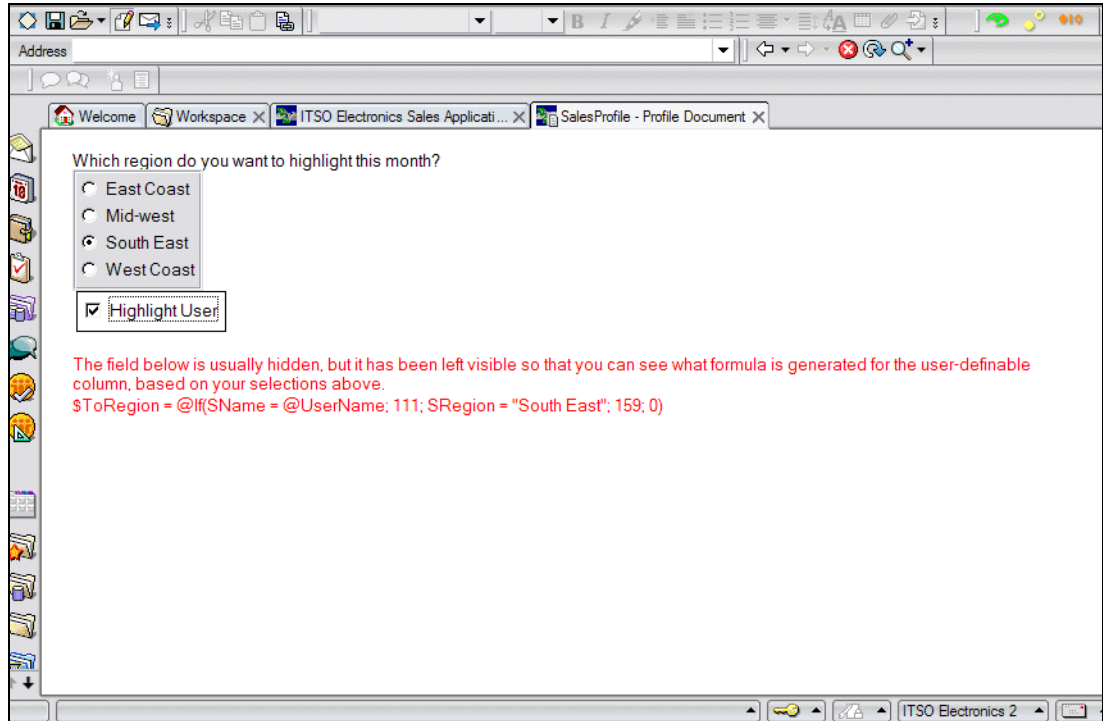 B I
Address
Welcome Workspace ITSO Electronics Sales Applicati... SalesProfile - Profile Document
Which region do you want to highlight this month?
East Coast
Mid-west
South East
West Coast
Highlight User
The field below is usually hidden, but it has been left visible so that you can see what formula is generated for the user-definable
column, based on your selections above.
$ToRegion = @If(SName = @UserName; 111; SRegion = "South East"; 159; 0)
ITSO Electronics 2